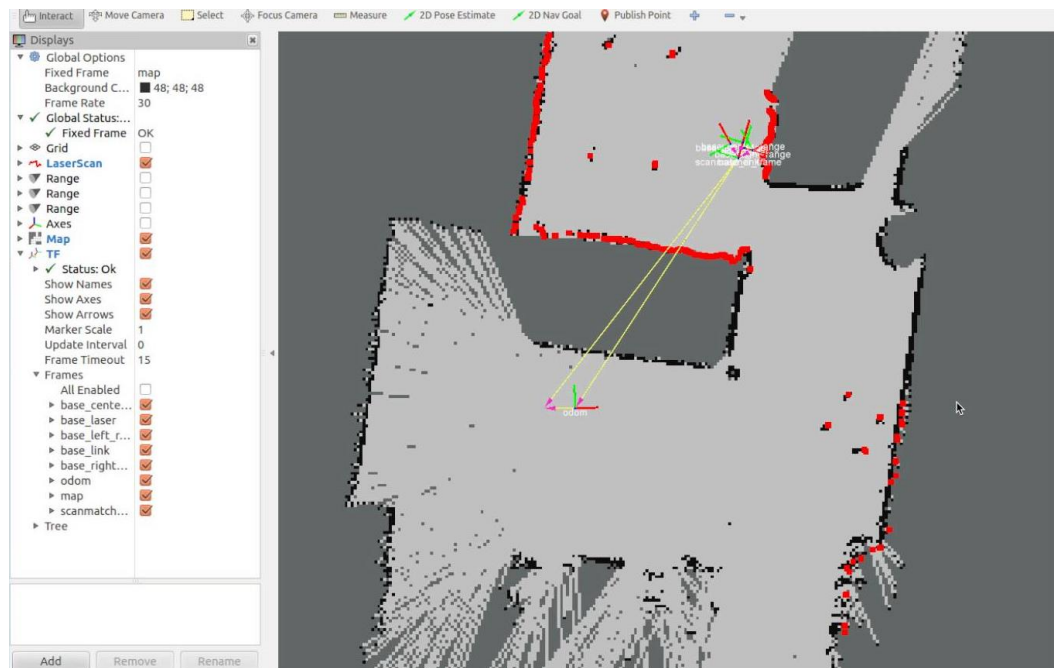 Interact Move Camera Select Focus Camera Measure 2D Pose Estimate 2D Nav Goal Publish Point
Displays
Global Options
Fixed Frame map
Background C... 48; 48; 48
Frame Rate 30
Global Status:...
Fixed Frame OK
Grid
LaserScan
Range
Range
Range
Axes
Map
TF
Status: Ok
Show Names
Show Axes
Show Arrows
Marker Scale 1
Update Interval 0
Frame Timeout 15
Frames
All Enabled
base_cente...
base_laser
base_left_r...
base_link
base_right...
odom
map
scanmatch...
Tree
odom
Add Remove Rename